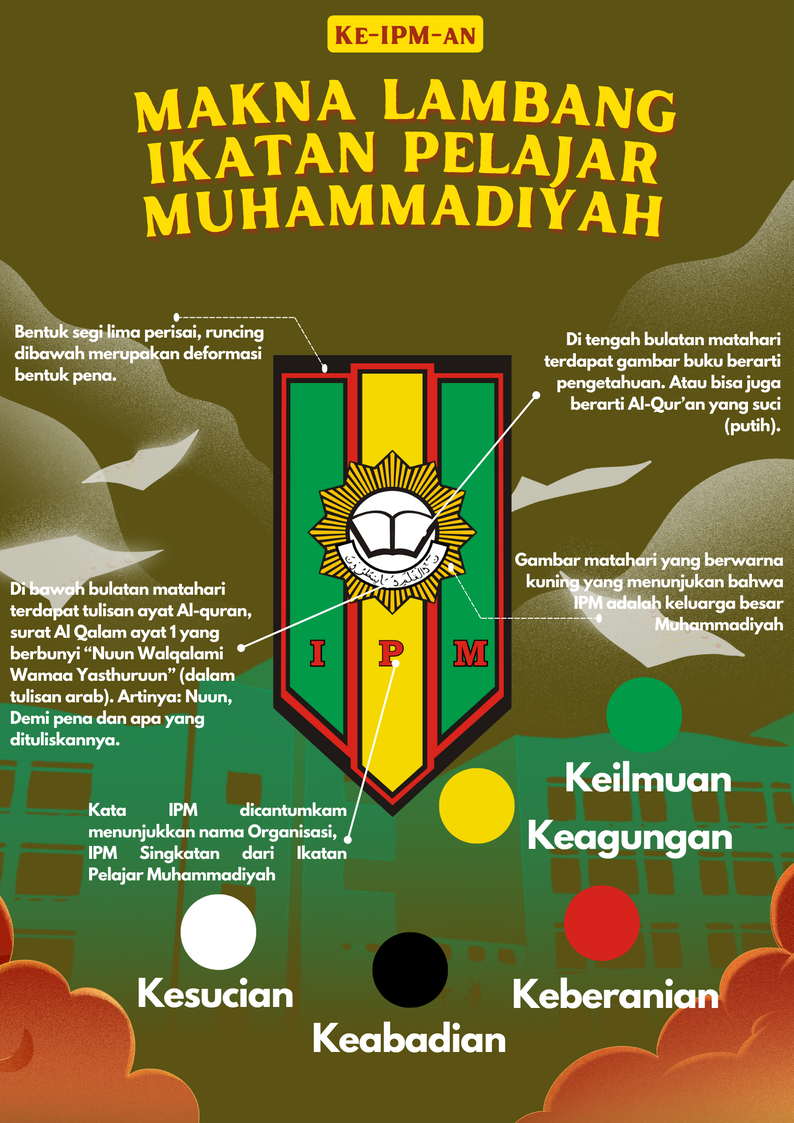 KE-IPM-AN
MAKNA LAMBANG
IKATAN PELAJAR
MUHAMMADIYAH
Bentuk segi lima perisai, runcing
dibawah merupakan deformasi
bentuk pena.
Di tengah bulatan matahari
terdapat gambar buku berarti
pengetahuan. Atau bisa juga
berarti Al-Qur'an yang suci
(putih).
Gambar matahari yang berwarna
kuning yang menunjukan bahwa
IPM adalah keluarga besar
Muhammadiyah
Di bawah bulatan matahari
terdapat tulisan ayat Al-quran,
surat Al Qalam ayat 1 yang
berbunyi “Nuun Walqalami
Wamaa Yasthuruun” (dalam
tulisan arab). Artinya: Nuun,
Demi pena dan apa yang
dituliskannya.
I P M
Kata IPM dicantumkam
menunjukkan nama Organisasi,
IPM Singkatan dari Ikatan
Pelajar Muhammadiyah
Keilmuan
Keagungan
Kesucian
Keberanian
Keabadian